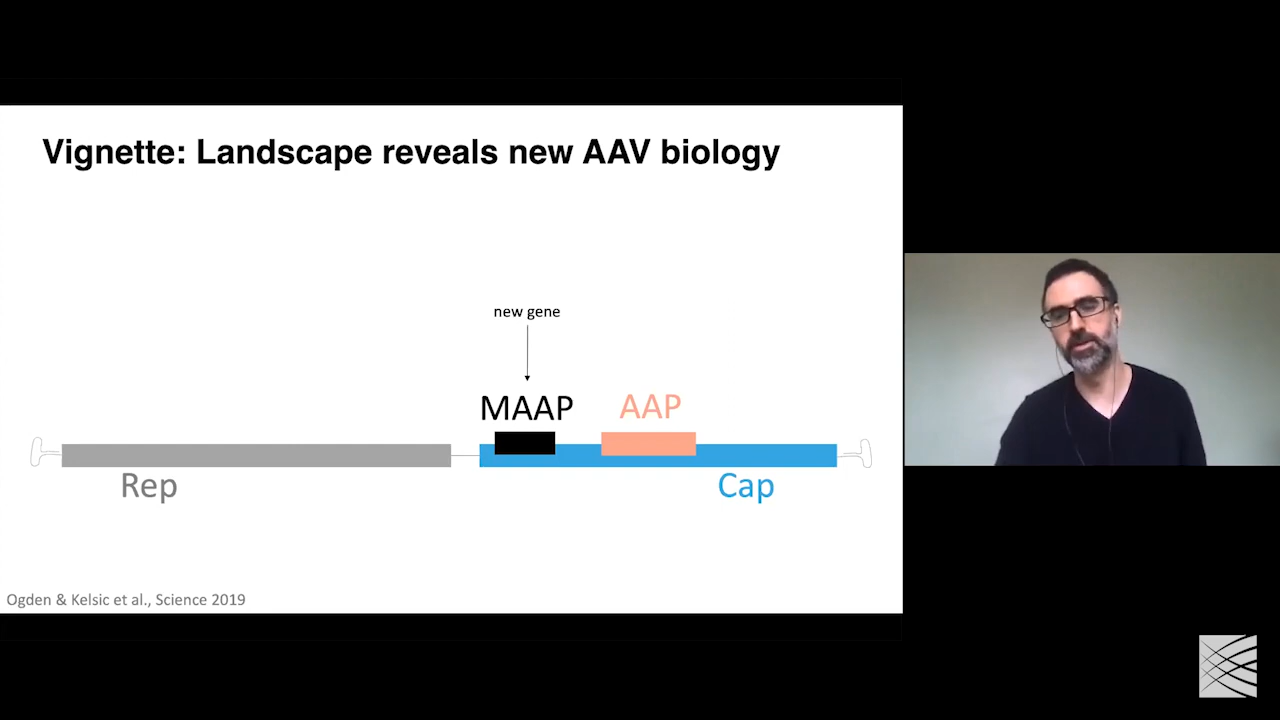 Vignette: Landscape reveals new AAV biology
new gene
MAAP
AAP
Rep
Cap
Ogden & Kelsic et al., Science 2019